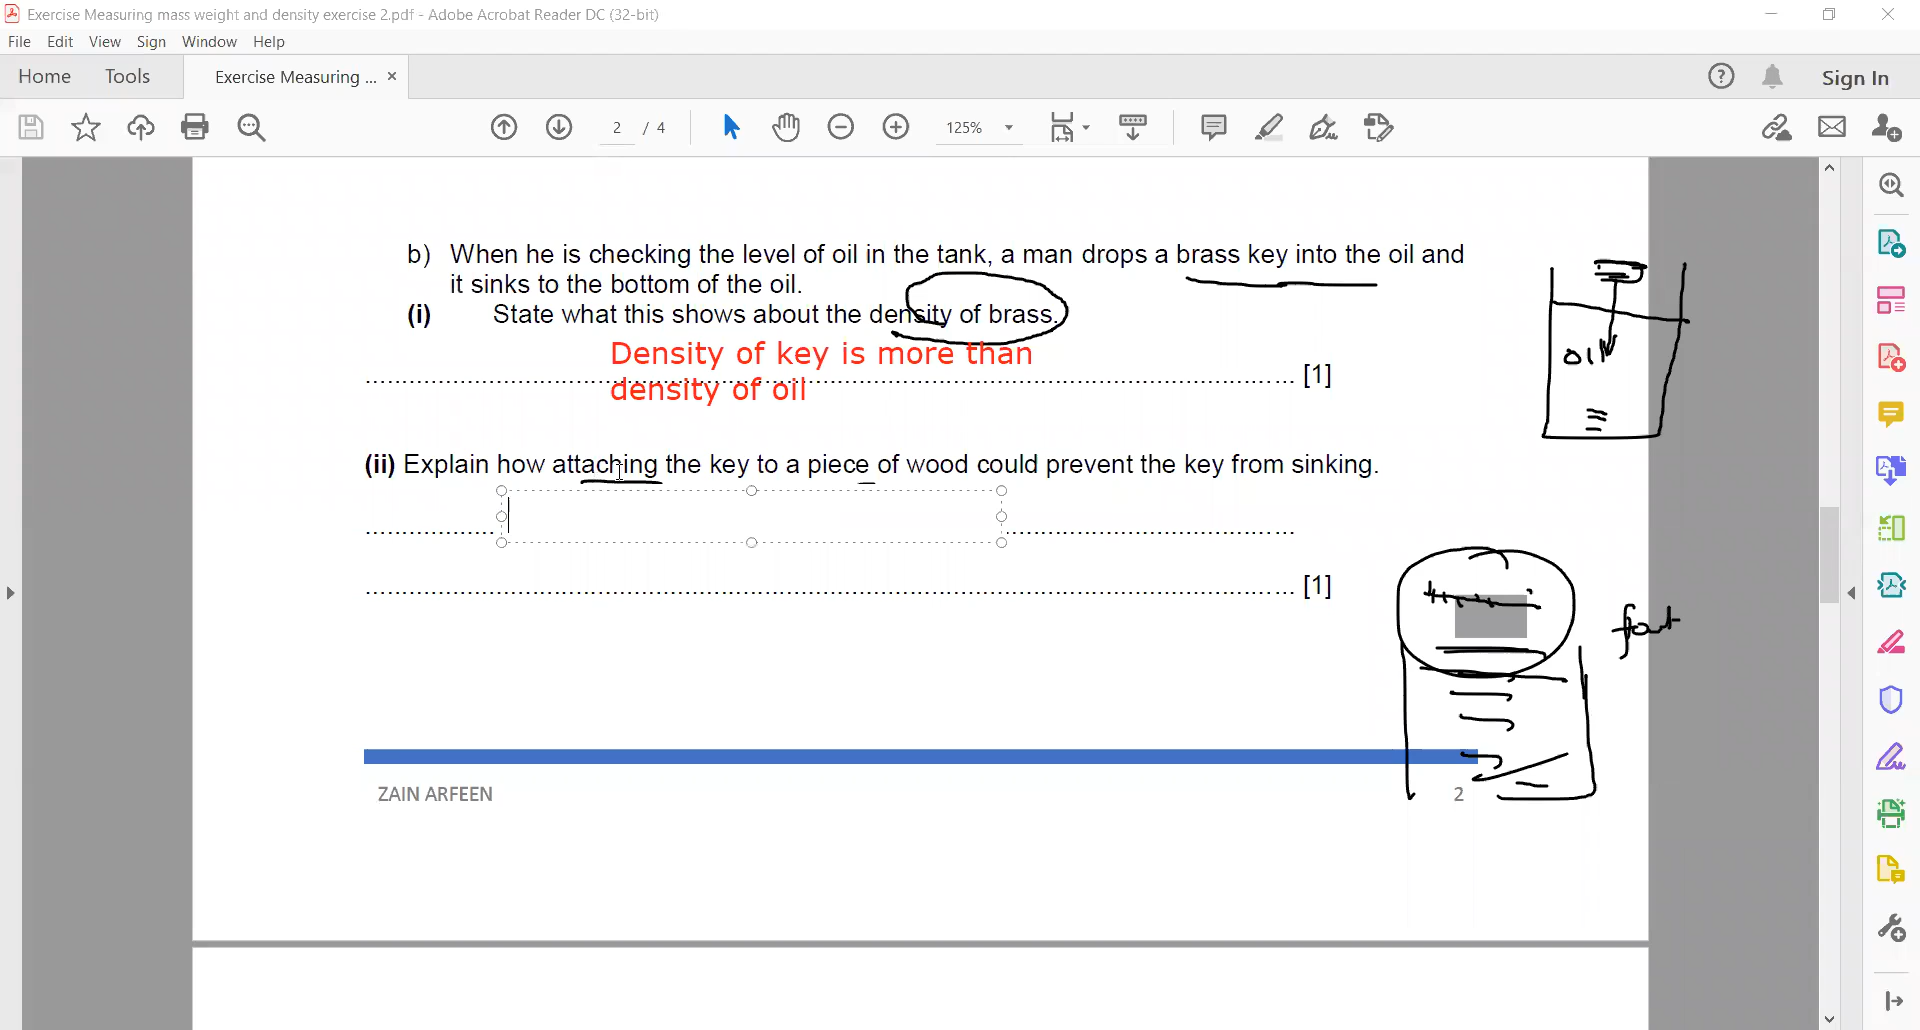 Exercise Measuring mass weight and density exercise 2.pdf - Adobe Acrobat Reader DC (32-bit)
File Edit View Sign Window Help
Home Tools Exercise Measuring ... × Sign In
2 / 4 125%
b) When he is checking the level of oil in the tank, a man drops a brass key into the oil and
it sinks to the bottom of the oil.
(i) State what this shows about the density of brass.
Density of key is more than
density of oil
[1]
oil
(ii) Explain how attaching the key to a piece of wood could prevent the key from sinking.
[1]
ZAIN ARFEEN 2